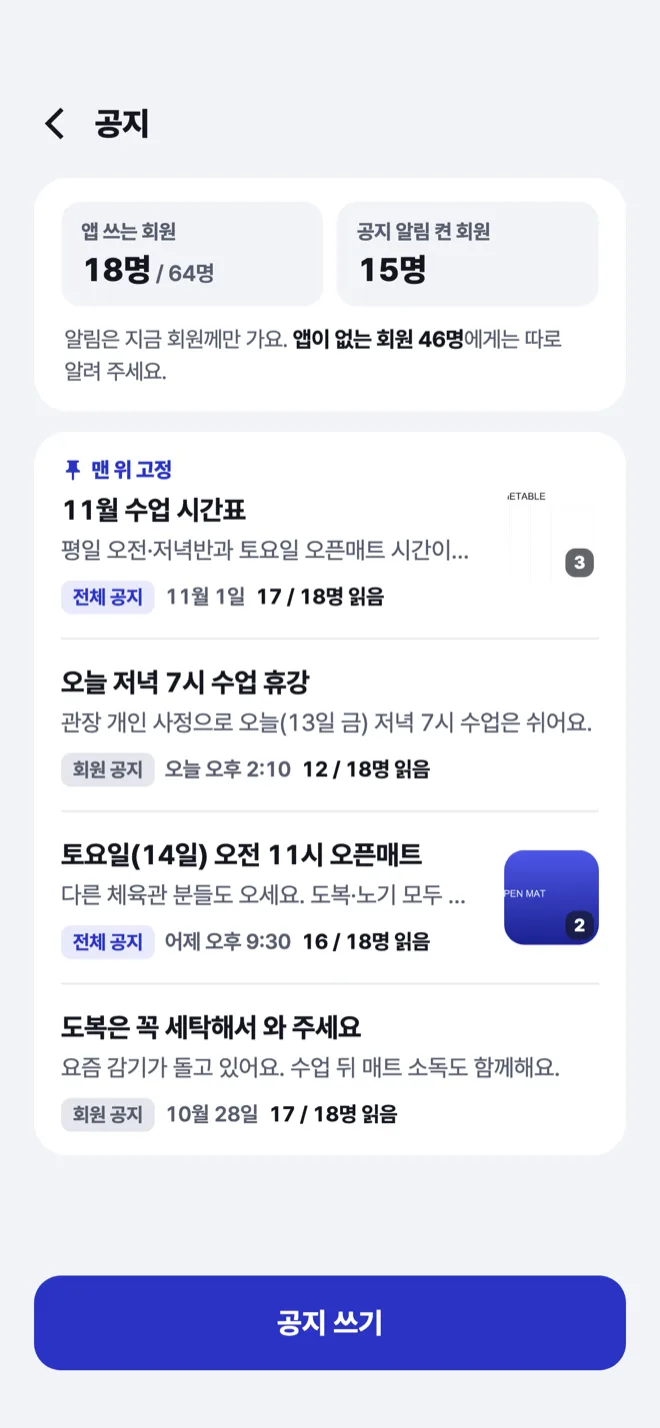 공지
앱 쓰는 회원
18명 / 64명
공지 알림 켠 회원
15명
알림은 지금 회원께만 가요. 앱이 없는 회원 46명에게는 따로
알려 주세요.
맨 위 고정
11월 수업 시간표
평일 오전·저녁반과 토요일 오픈매트 시간이...
전체 공지 11월 1일 17 / 18명 읽음
ETABLE
3
오늘 저녁 7시 수업 휴강
관장 개인 사정으로 오늘(13일 금) 저녁 7시 수업은 쉬어요.
회원 공지 오늘 오후 2:10 12 / 18명 읽음
토요일(14일) 오전 11시 오픈매트
다른 체육관 분들도 오세요. 도복·노기 모두 ...
전체 공지 어제 오후 9:30 16 / 18명 읽음
PEN MAT
2
도복은 꼭 세탁해서 와 주세요
요즘 감기가 돌고 있어요. 수업 뒤 매트 소독도 함께해요.
회원 공지 10월 28일 17 / 18명 읽음
공지 쓰기